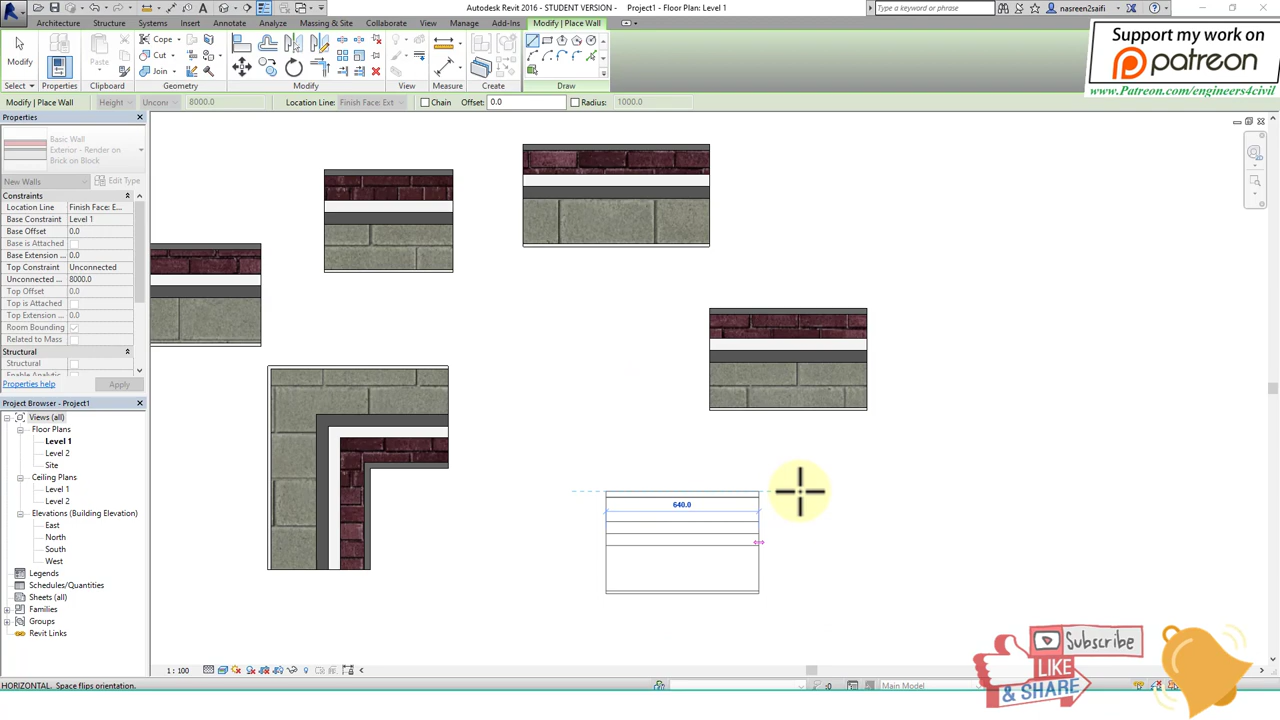 Autodesk Revit 2016 - STUDENT VERSION - Project1 - Floor Plan: Level 1
Type a keyword or phrase
nasreen2saifi
Architecture Structure Systems Insert Annotate Analyze Massing & Site Collaborate View Manage Add-Ins Modify | Place Wall
Modify
Paste
Cope
Cut
Join
Select Properties Clipboard Geometry Modify View Measure Create Draw
Support my work on
patreon
www.Patreon.com/engineers4civil
Modify | Place Wall Height Unconi 8000.0 Location Line: Finish Face: Ext Chain Offset: 0.0 Radius: 1000.0
Properties
Basic Wall
Exterior - Render on
Brick on Block
New Walls Edit Type
Constraints
Location Line Finish Face: E...
Base Constraint Level 1
Base Offset 0.0
Base is Attached
Base Extension ... 0.0
Top Constraint Unconnected
Unconnected ... 8000.0
Top Offset 0.0
Top is Attached
Top Extension ... 0.0
Room Bounding
Related to Mass
Structural
Structural
Enable Analytic
Properties help Apply
Project Browser - Project1
Views (all)
Floor Plans
Level 1
Level 2
Site
Ceiling Plans
Level 1
Level 2
Elevations (Building Elevation)
East
North
South
West
Legends
Schedules/Quantities
Sheets (all)
Families
Groups
Revit Links
640.0
1 : 100
HORIZONTAL. Space flips orientation.
:0
Main Model
Subscribe
LIKE
& SHARE